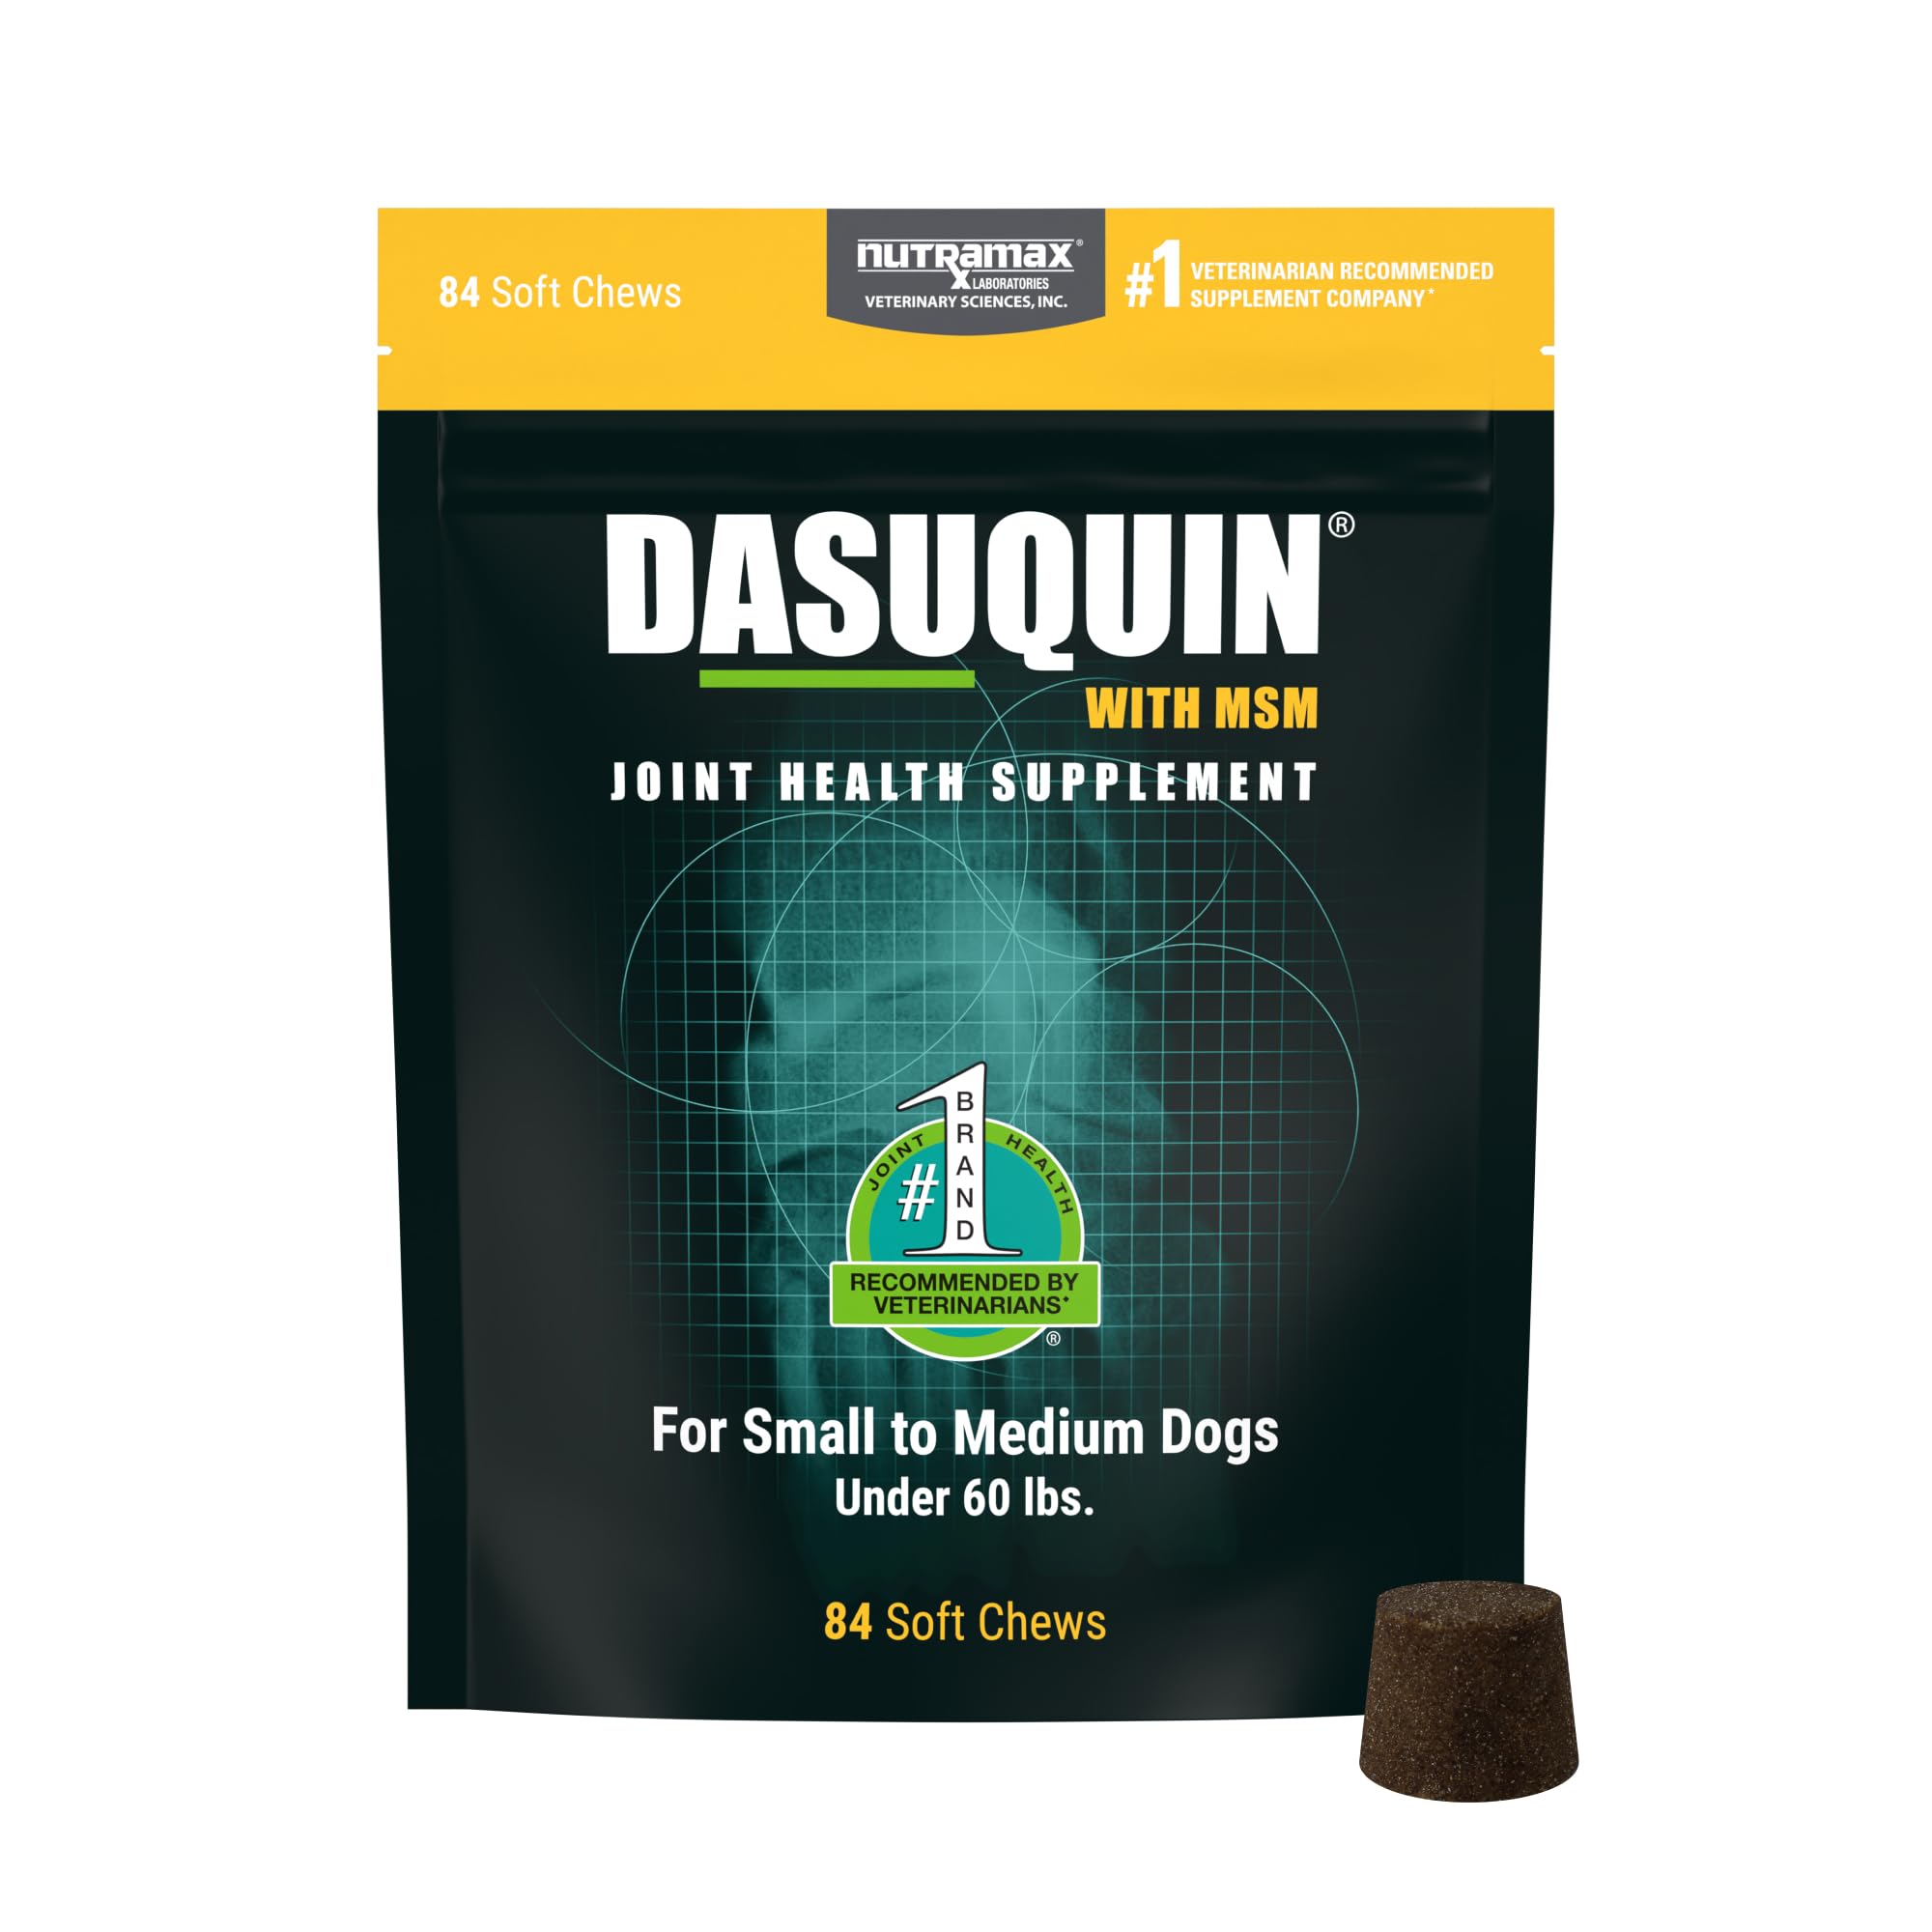 84 Soft Chews
nutramax®
LABORATORIES
VETERINARY SCIENCES, INC.
#1 VETERINARIAN RECOMMENDED
SUPPLEMENT COMPANY*
DASUQUIN®
WITH MSM
JOINT HEALTH SUPPLEMENT
JOINT HEALTH
#1
BRAND
RECOMMENDED BY
VETERINARIANS*
®
For Small to Medium Dogs
Under 60 lbs.
84 Soft Chews